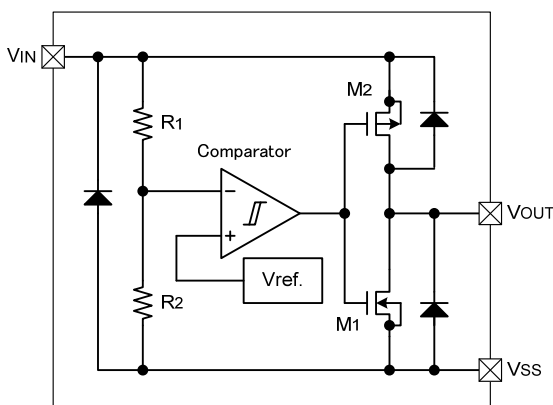 VIN
M2
R1
Comparator
−
+
VOUT
Vref.
R2
M1
VSS